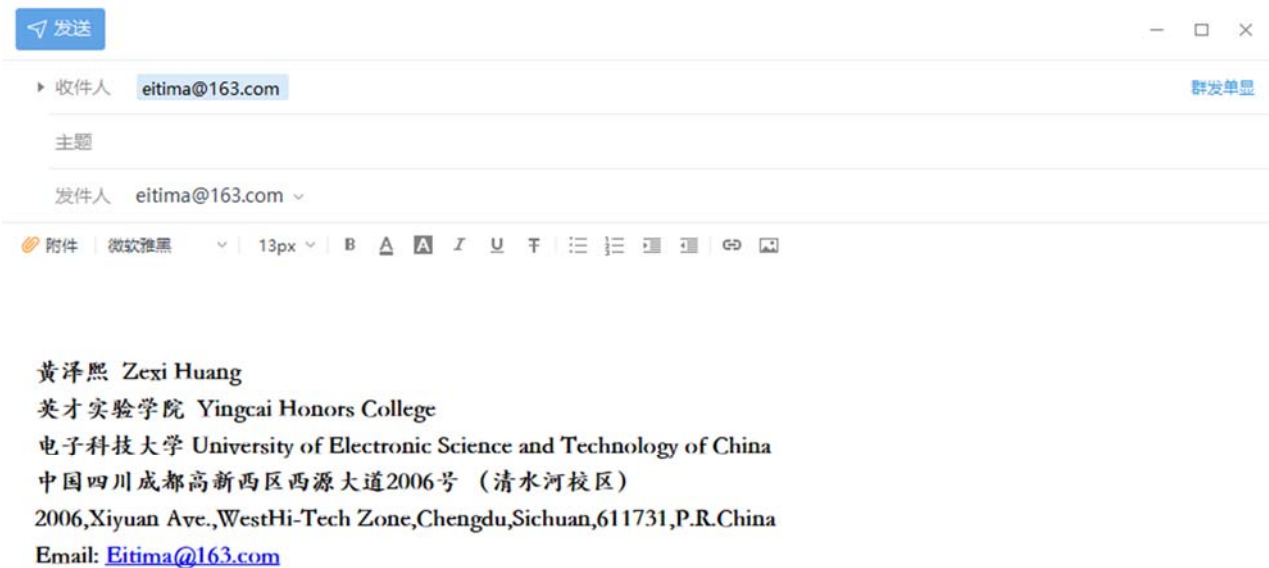 发送
收件人 eitima@163.com 群发单显
主题
发件人 eitima@163.com
附件 微软雅黑 13px B A A I U T
黄泽熙 Zexi Huang
英才实验学院 Yingcai Honors College
电子科技大学 University of Electronic Science and Technology of China
中国四川成都高新西区西源大道2006号 （清水河校区）
2006,Xiyuan Ave.,WestHi-Tech Zone,Chengdu,Sichuan,611731,P.R.China
Email: Eitima@163.com